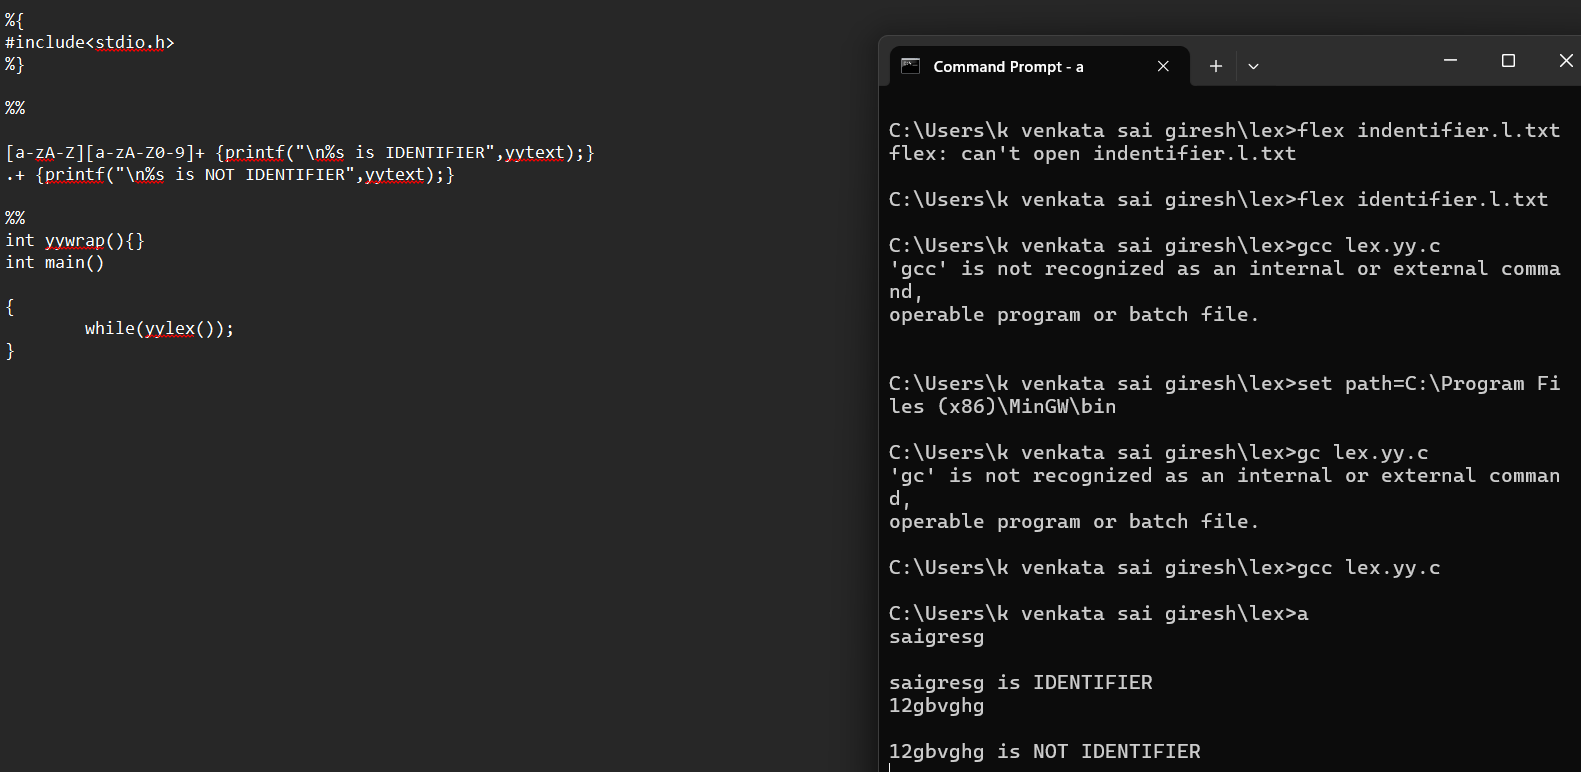 %{
#include<stdio.h>
%}
%%
[a-zA-Z][a-zA-Z0-9]+ {printf("\n%s is IDENTIFIER",yytext);}
.+ {printf("\n%s is NOT IDENTIFIER",yytext);}
%%
int yywrap(){}
int main()
{
while(yylex());
}
Command Prompt - a
C:\Users\k venkata sai giresh\lex>flex indentifier.l.txt
flex: can't open indentifier.l.txt
C:\Users\k venkata sai giresh\lex>flex identifier.l.txt
C:\Users\k venkata sai giresh\lex>gcc lex.yy.c
'gcc' is not recognized as an internal or external comma
nd,
operable program or batch file.
C:\Users\k venkata sai giresh\lex>set path=C:\Program Fi
les (x86)\MinGW\bin
C:\Users\k venkata sai giresh\lex>gc lex.yy.c
'gc' is not recognized as an internal or external comman
d,
operable program or batch file.
C:\Users\k venkata sai giresh\lex>gcc lex.yy.c
C:\Users\k venkata sai giresh\lex>a
saigresg
saigresg is IDENTIFIER
12gbvghg
12gbvghg is NOT IDENTIFIER